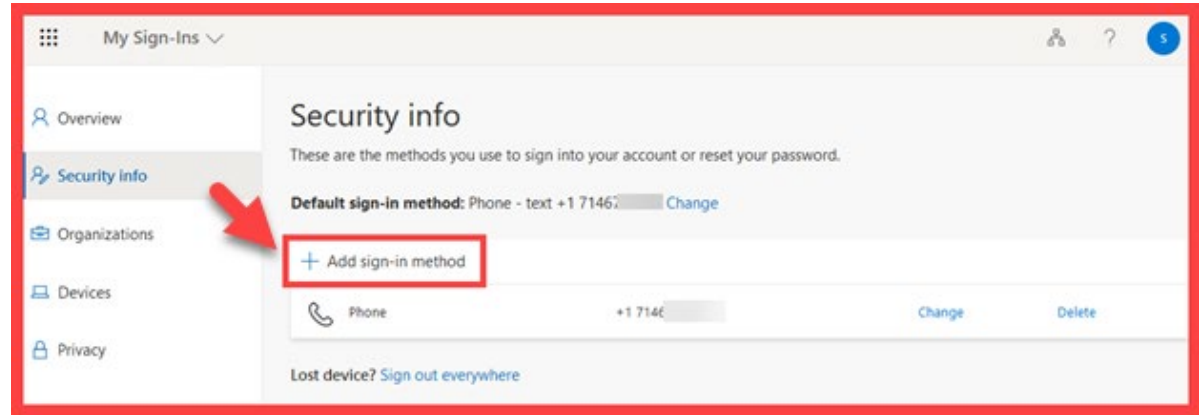 My Sign-Ins
?
S
Overview
Security info
Organizations
Devices
Privacy
Security info
These are the methods you use to sign into your account or reset your password.
Default sign-in method: Phone - text +1 7146 Change
+ Add sign-in method
Phone +1 714 Change Delete
Lost device? Sign out everywhere